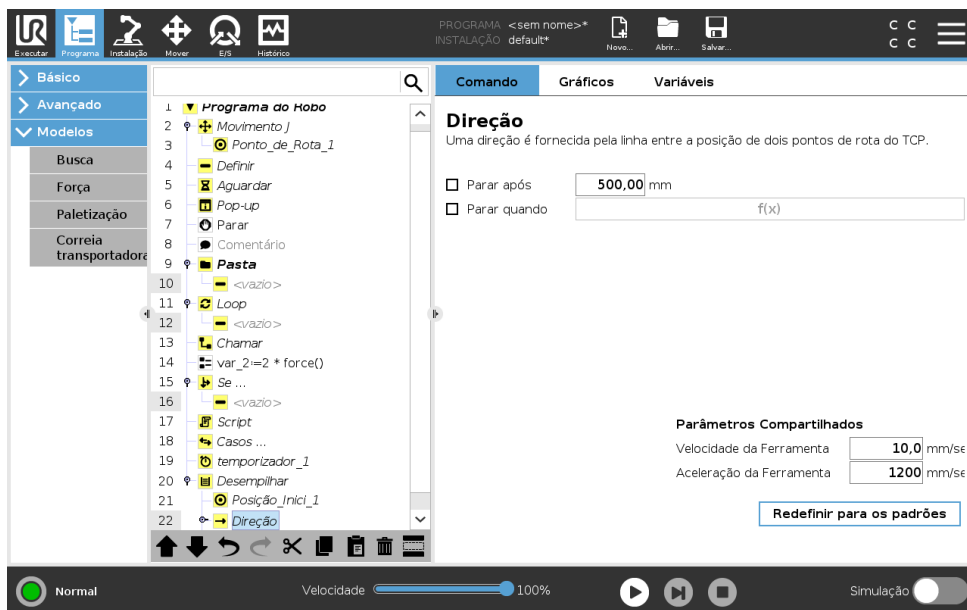 UR
PROGRAMA <sem nome>*
INSTALAÇÃO default*
Executar Programa Instalação Mover E/S Histórico
Novo... Abrir... Salvar...
C C
C C
Básico
Avançado
Modelos
Busca
Força
Paletização
Correia
transportadora
1 Programa do Robô
2 Movimento J
3 Ponto_de_Rota_1
4 Definir
5 Aguardar
6 Pop-up
7 Parar
8 Comentário
9 Pasta
10 <vazio>
11 Loop
12 <vazio>
13 Chamar
14 var_2:=2 * force()
15 Se ...
16 <vazio>
17 Script
18 Casos ...
19 temporizador_1
20 Desempilhar
21 Posição_Inici_1
22 Direção
Comando Gráficos Variáveis
Direção
Uma direção é fornecida pela linha entre a posição de dois pontos de rota do TCP.
Parar após 500,00 mm
Parar quando f(x)
Parâmetros Compartilhados
Velocidade da Ferramenta 10,0 mm/se
Aceleração da Ferramenta 1200 mm/se
Redefinir para os padrões
Normal
Velocidade 100%
Simulação